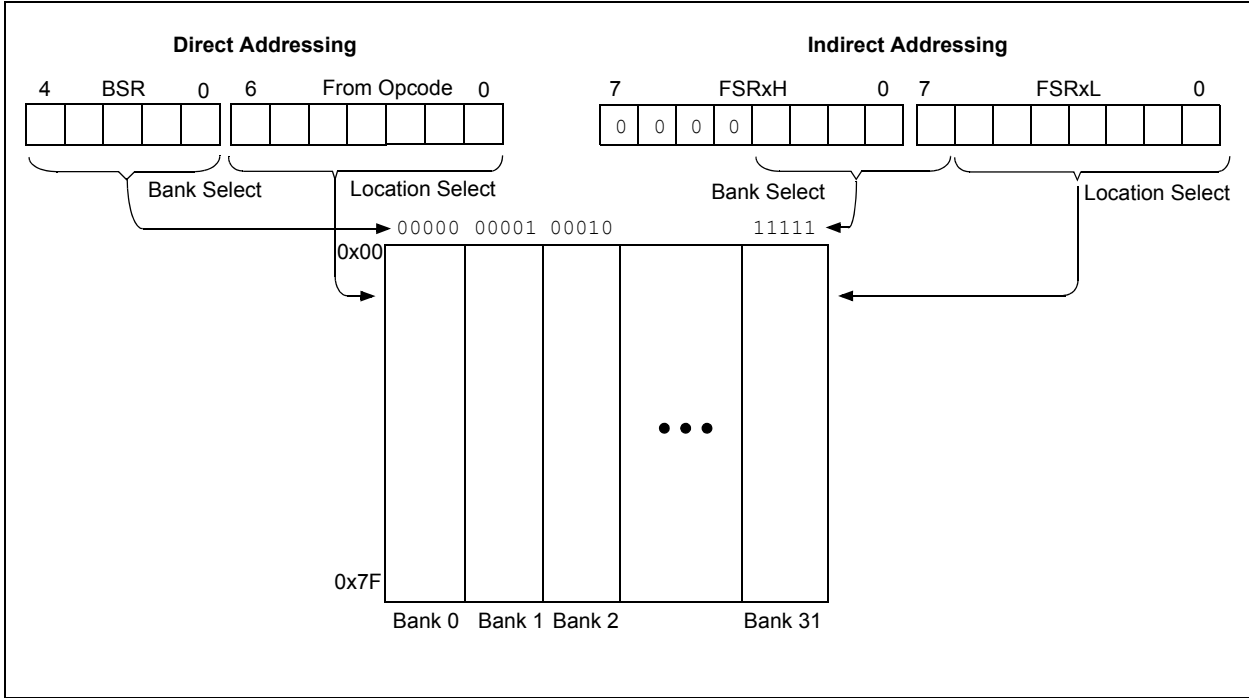 Direct Addressing
Indirect Addressing
4 BSR 0 6 From Opcode 0
7 FSRxH 0 7 FSRxL 0
0 0 0 0
Bank Select
Location Select
Bank Select
Location Select
00000 00001 00010 11111
0x00
0x7F
Bank 0 Bank 1 Bank 2 Bank 31